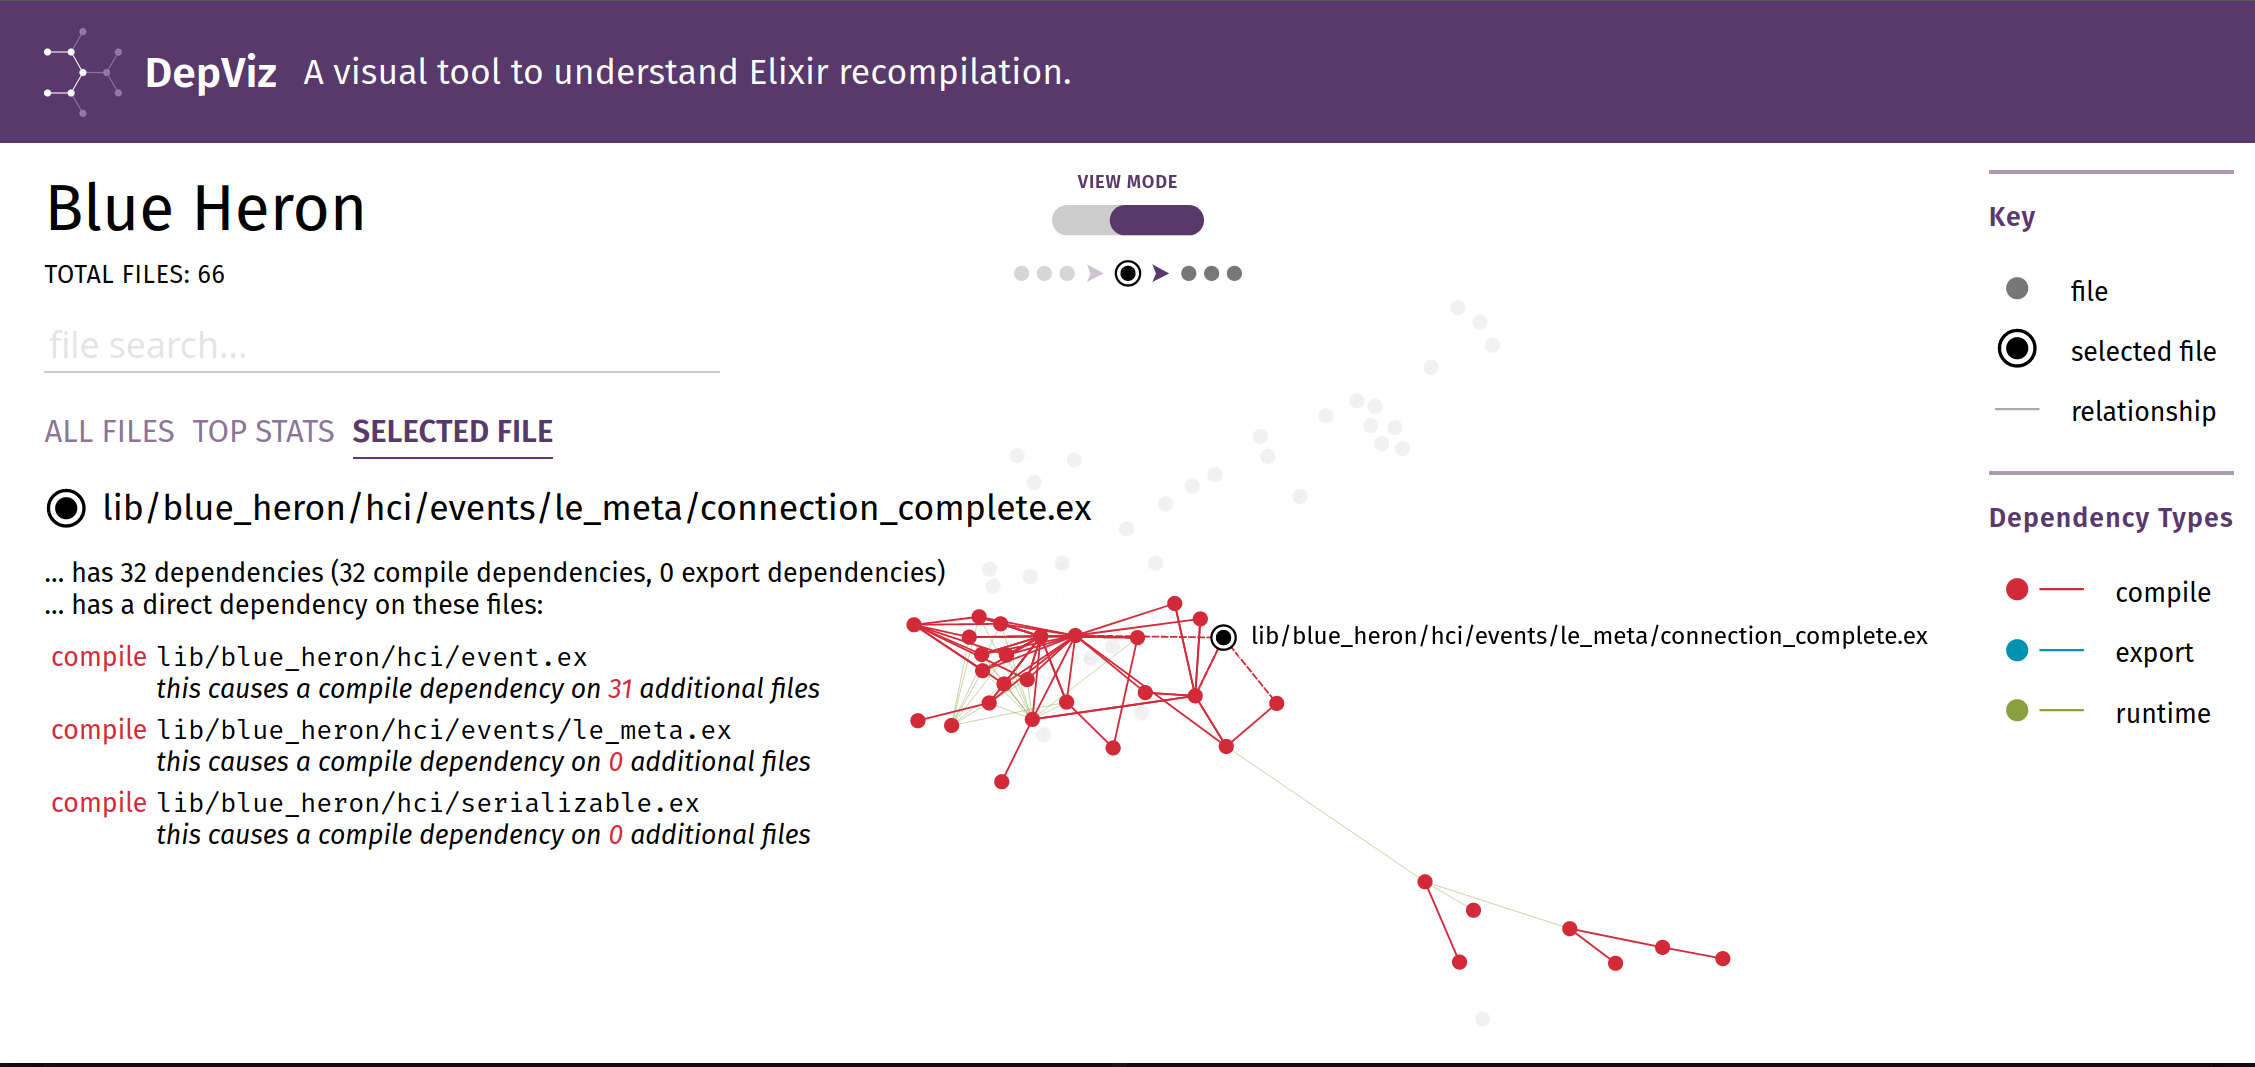 DepViz A visual tool to understand Elixir recompilation.
Blue Heron
TOTAL FILES: 66
file search...
ALL FILES TOP STATS SELECTED FILE
lib/blue_heron/hci/events/le_meta/connection_complete.ex
... has 32 dependencies (32 compile dependencies, 0 export dependencies)
... has a direct dependency on these files:
compile lib/blue_heron/hci/event.ex
this causes a compile dependency on 31 additional files
compile lib/blue_heron/hci/events/le_meta.ex
this causes a compile dependency on 0 additional files
compile lib/blue_heron/hci/serializable.ex
this causes a compile dependency on 0 additional files
VIEW MODE
lib/blue_heron/hci/events/le_meta/connection_complete.ex
Key
file
selected file
relationship
Dependency Types
compile
export
runtime